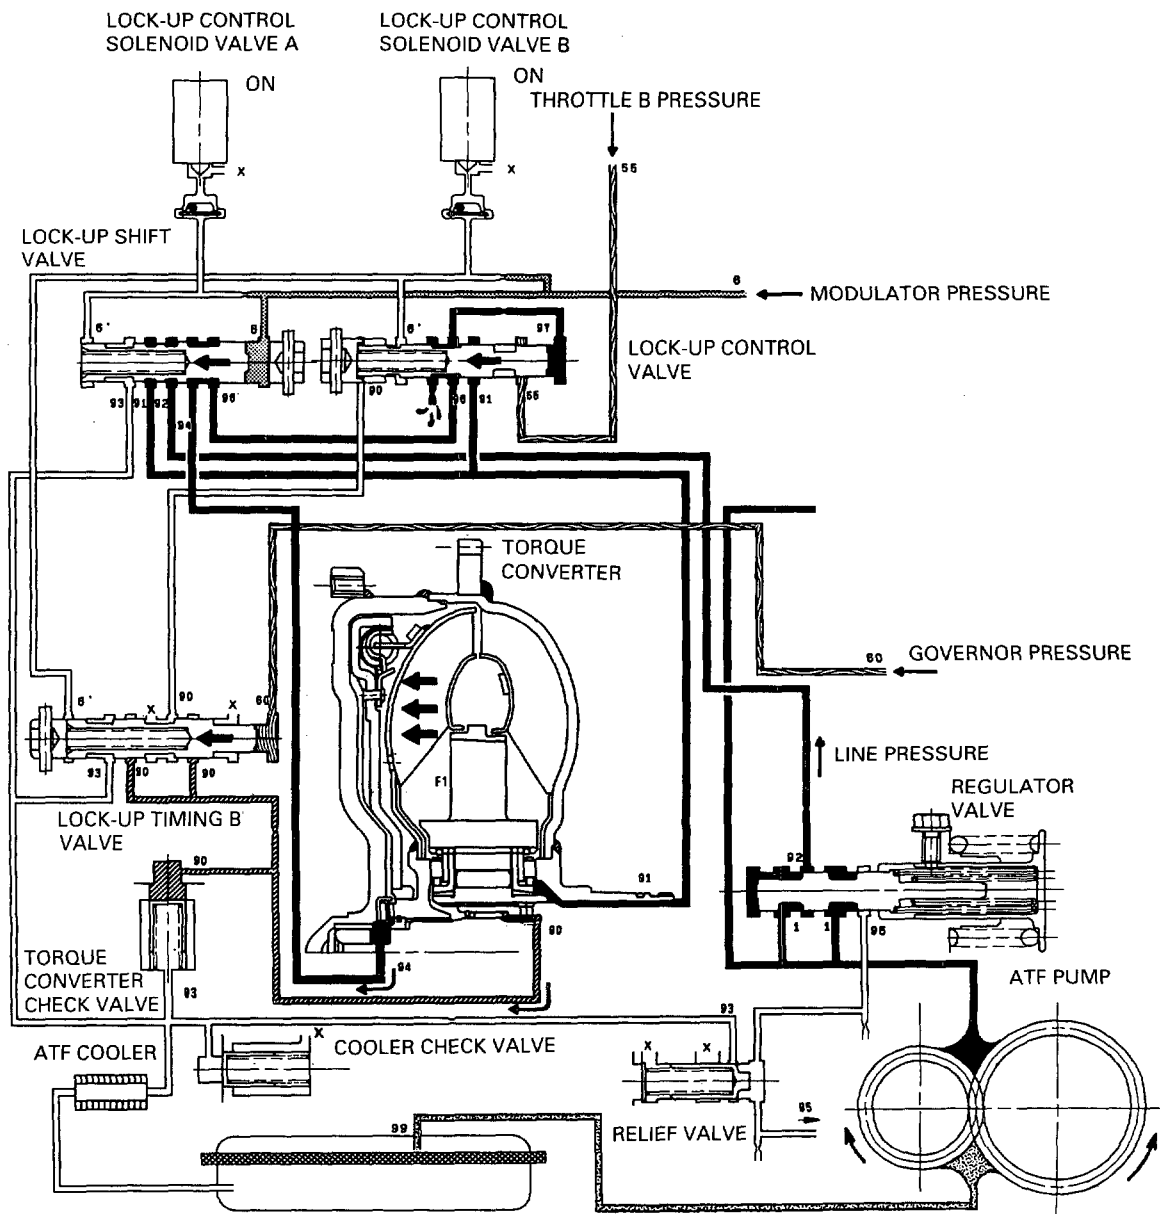 LOCK-UP CONTROL
SOLENOID VALVE A
LOCK-UP CONTROL
SOLENOID VALVE B
ON
ON
THROTTLE B PRESSURE
x
x
55
LOCK-UP SHIFT
VALVE
6
MODULATOR PRESSURE
6'
6'
97
LOCK-UP CONTROL
VALVE
93
91
92
94
96
90
96
91
55
TORQUE
CONVERTER
60
GOVERNOR PRESSURE
6'
x
90
x
60
LINE PRESSURE
REGULATOR
VALVE
93
90
90
F1
LOCK-UP TIMING B
VALVE
90
92
91
1
1
95
90
TORQUE
CONVERTER
CHECK VALVE
93
94
ATF PUMP
93
ATF COOLER
x
COOLER CHECK VALVE
x
x
99
RELIEF VALVE
95